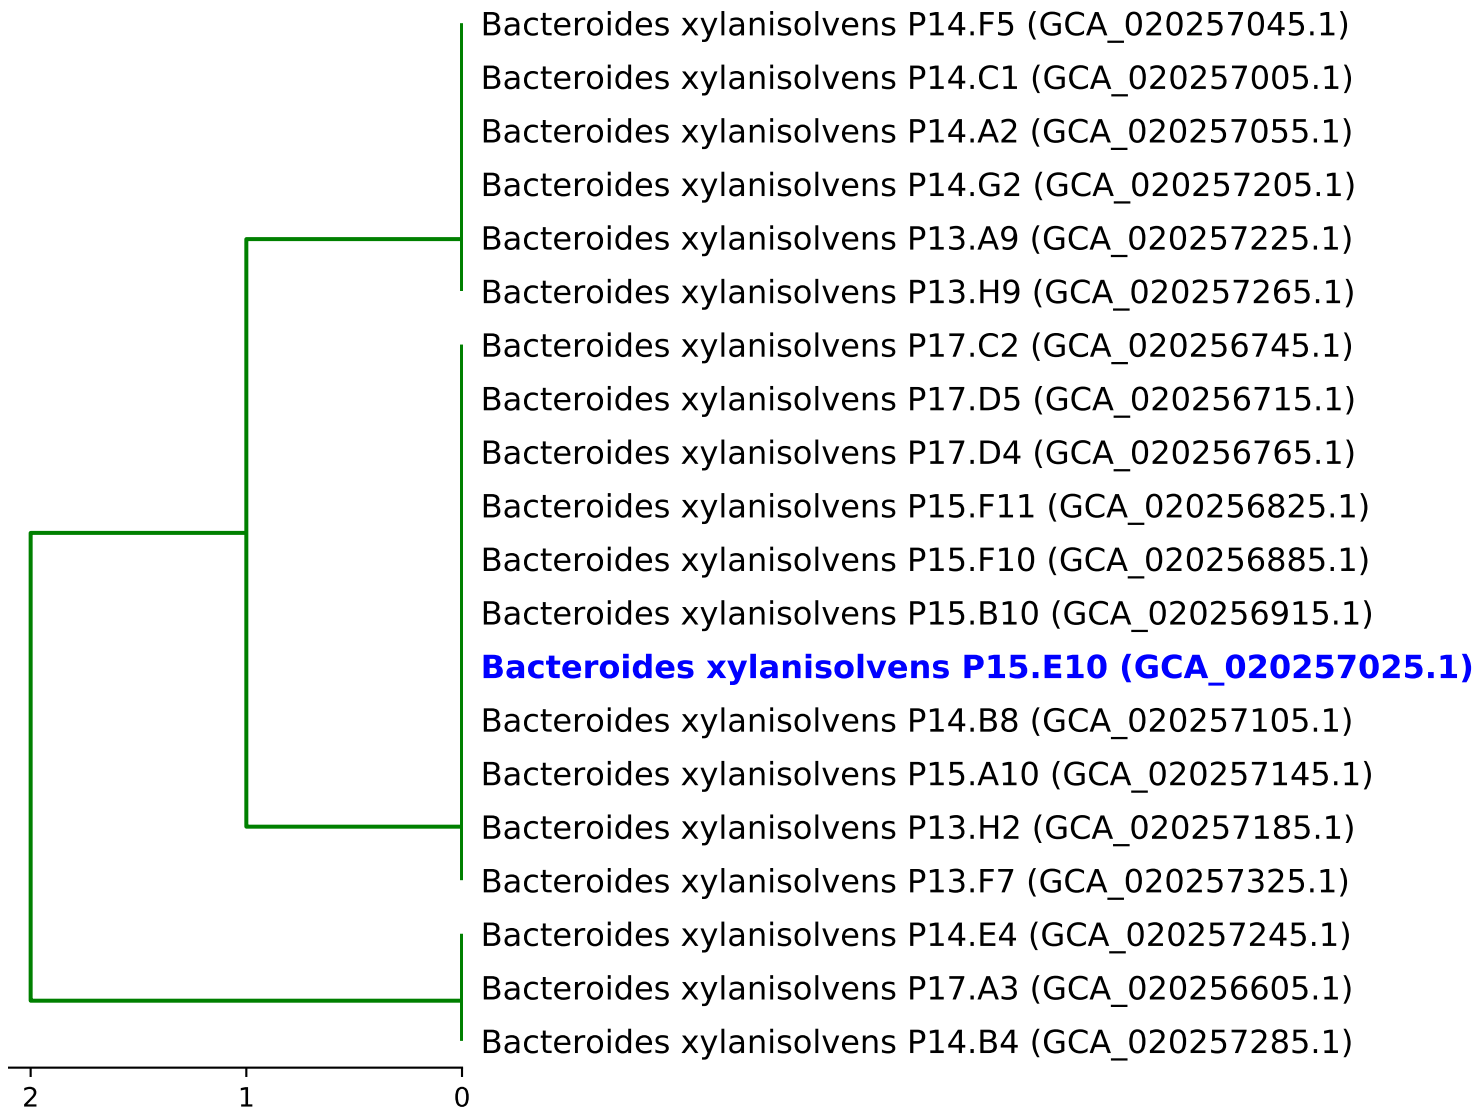 Bacteroides xylanisolvens P14.F5 (GCA_020257045.1)
Bacteroides xylanisolvens P14.C1 (GCA_020257005.1)
Bacteroides xylanisolvens P14.A2 (GCA_020257055.1)
Bacteroides xylanisolvens P14.G2 (GCA_020257205.1)
Bacteroides xylanisolvens P13.A9 (GCA_020257225.1)
Bacteroides xylanisolvens P13.H9 (GCA_020257265.1)
Bacteroides xylanisolvens P17.C2 (GCA_020256745.1)
Bacteroides xylanisolvens P17.D5 (GCA_020256715.1)
Bacteroides xylanisolvens P17.D4 (GCA_020256765.1)
Bacteroides xylanisolvens P15.F11 (GCA_020256825.1)
Bacteroides xylanisolvens P15.F10 (GCA_020256885.1)
Bacteroides xylanisolvens P15.B10 (GCA_020256915.1)
Bacteroides xylanisolvens P15.E10 (GCA_020257025.1)
Bacteroides xylanisolvens P14.B8 (GCA_020257105.1)
Bacteroides xylanisolvens P15.A10 (GCA_020257145.1)
Bacteroides xylanisolvens P13.H2 (GCA_020257185.1)
Bacteroides xylanisolvens P13.F7 (GCA_020257325.1)
Bacteroides xylanisolvens P14.E4 (GCA_020257245.1)
Bacteroides xylanisolvens P17.A3 (GCA_020256605.1)
Bacteroides xylanisolvens P14.B4 (GCA_020257285.1)
2 1 0